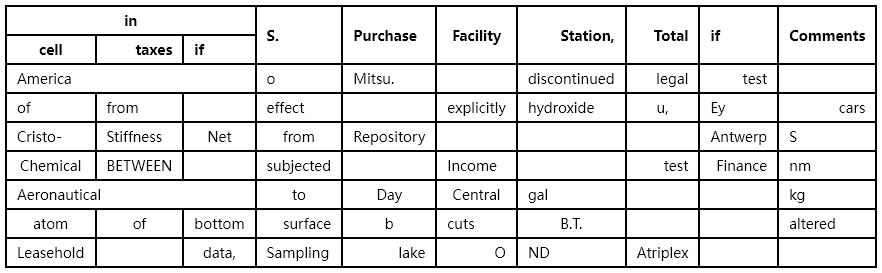 in S. Purchase Facility Station, Total if Comments
cell taxes if
America o Mitsu. discontinued legal test
of from effect explicitly hydroxide u, Ey cars
Cristo- Stiffness Net from Repository Antwerp S
Chemical BETWEEN subjected Income test Finance nm
Aeronautical to Day Central gal kg
atom of bottom surface b cuts B.T. altered
Leasehold data, Sampling lake O ND Atriplex